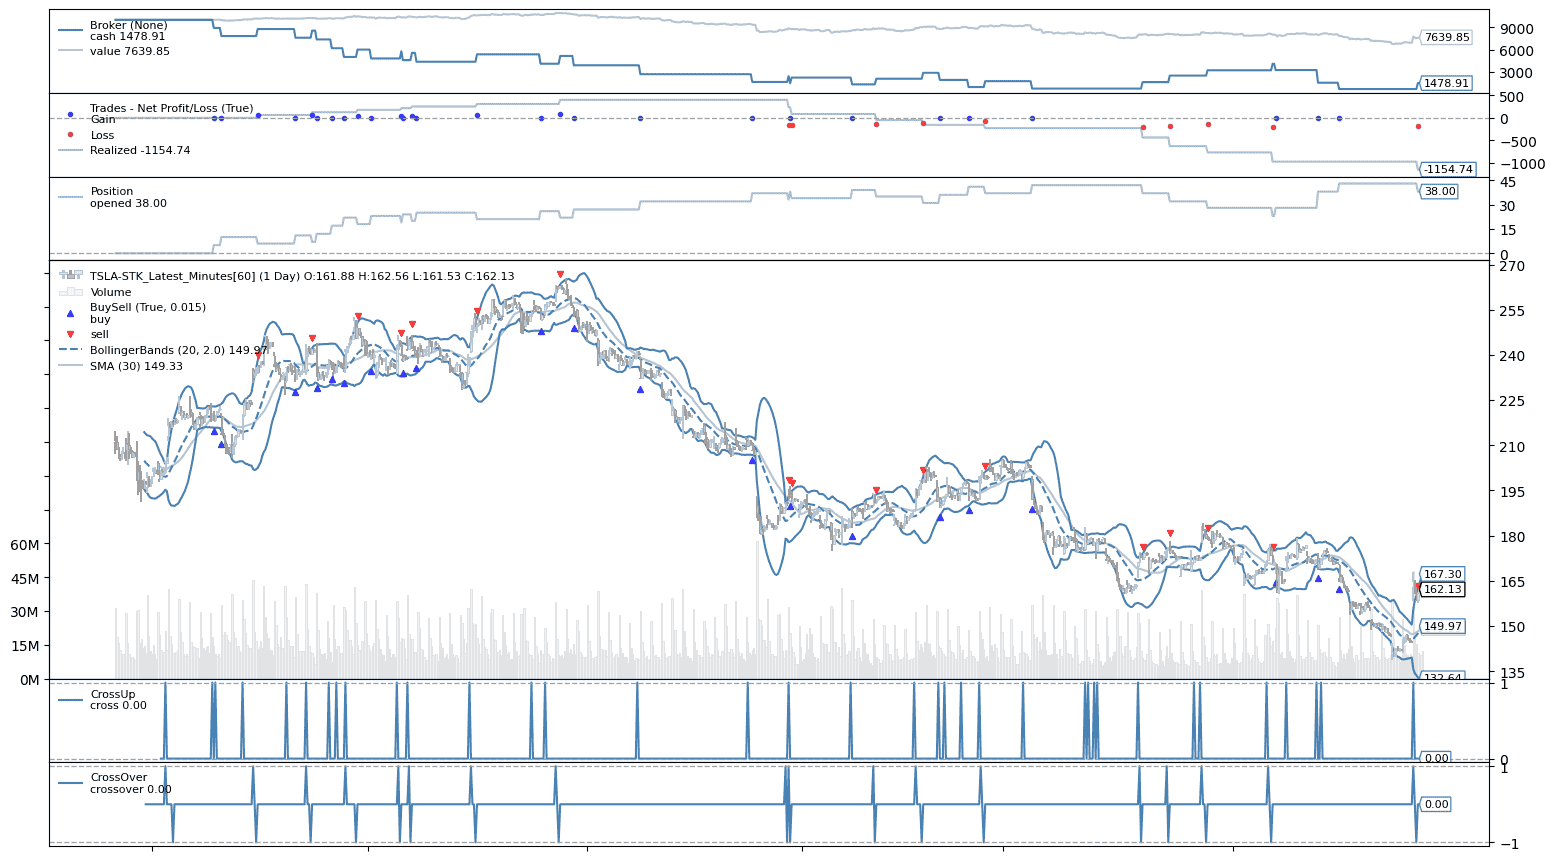 Broker (None)
cash 1478.91
value 7639.85
9000
6000
3000
7639.85
1478.91
Trades - Net Profit/Loss (True)
Gain
Loss
Realized -1154.74
500
0
−500
−1000
-1154.74
Position
opened 38.00
45
30
15
0
38.00
TSLA-STK_Latest_Minutes[60] (1 Day) O:161.88 H:162.56 L:161.53 C:162.13
Volume
BuySell (True, 0.015)
buy
sell
BollingerBands (20, 2.0) 149.97
SMA (30) 149.33
270
255
240
225
210
195
180
165
150
135
60M
45M
30M
15M
0M
167.30
162.13
149.97
132.64
CrossUp
cross 0.00
1
0
0.00
CrossOver
crossover 0.00
1
−1
0.00